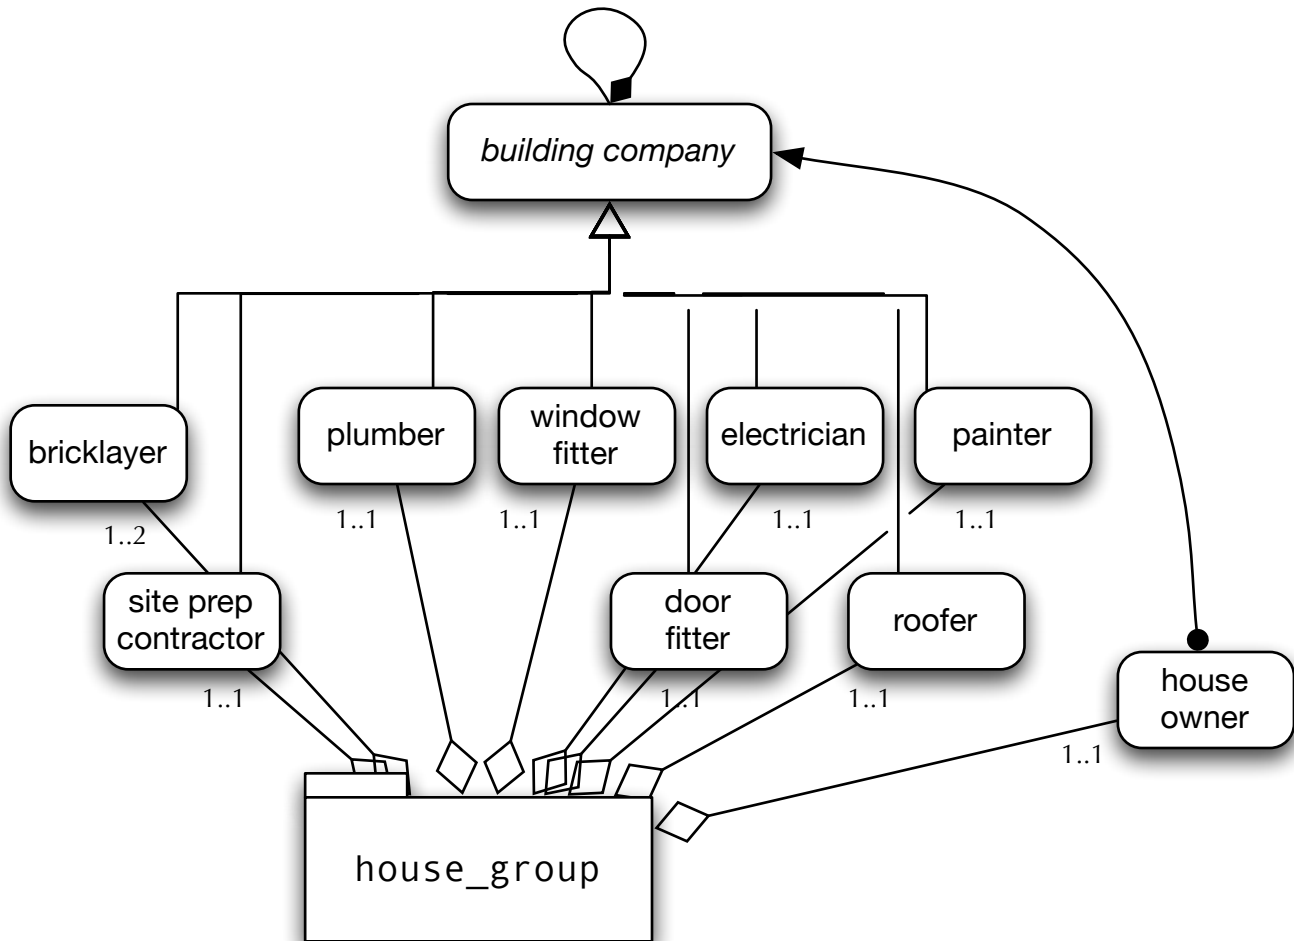 building company
bricklayer
plumber
window
fitter
electrician
painter
1..2
1..1
1..1
1..1
1..1
site prep
contractor
door
fitter
roofer
house
owner
1..1
1..1
1..1
1..1
house_group